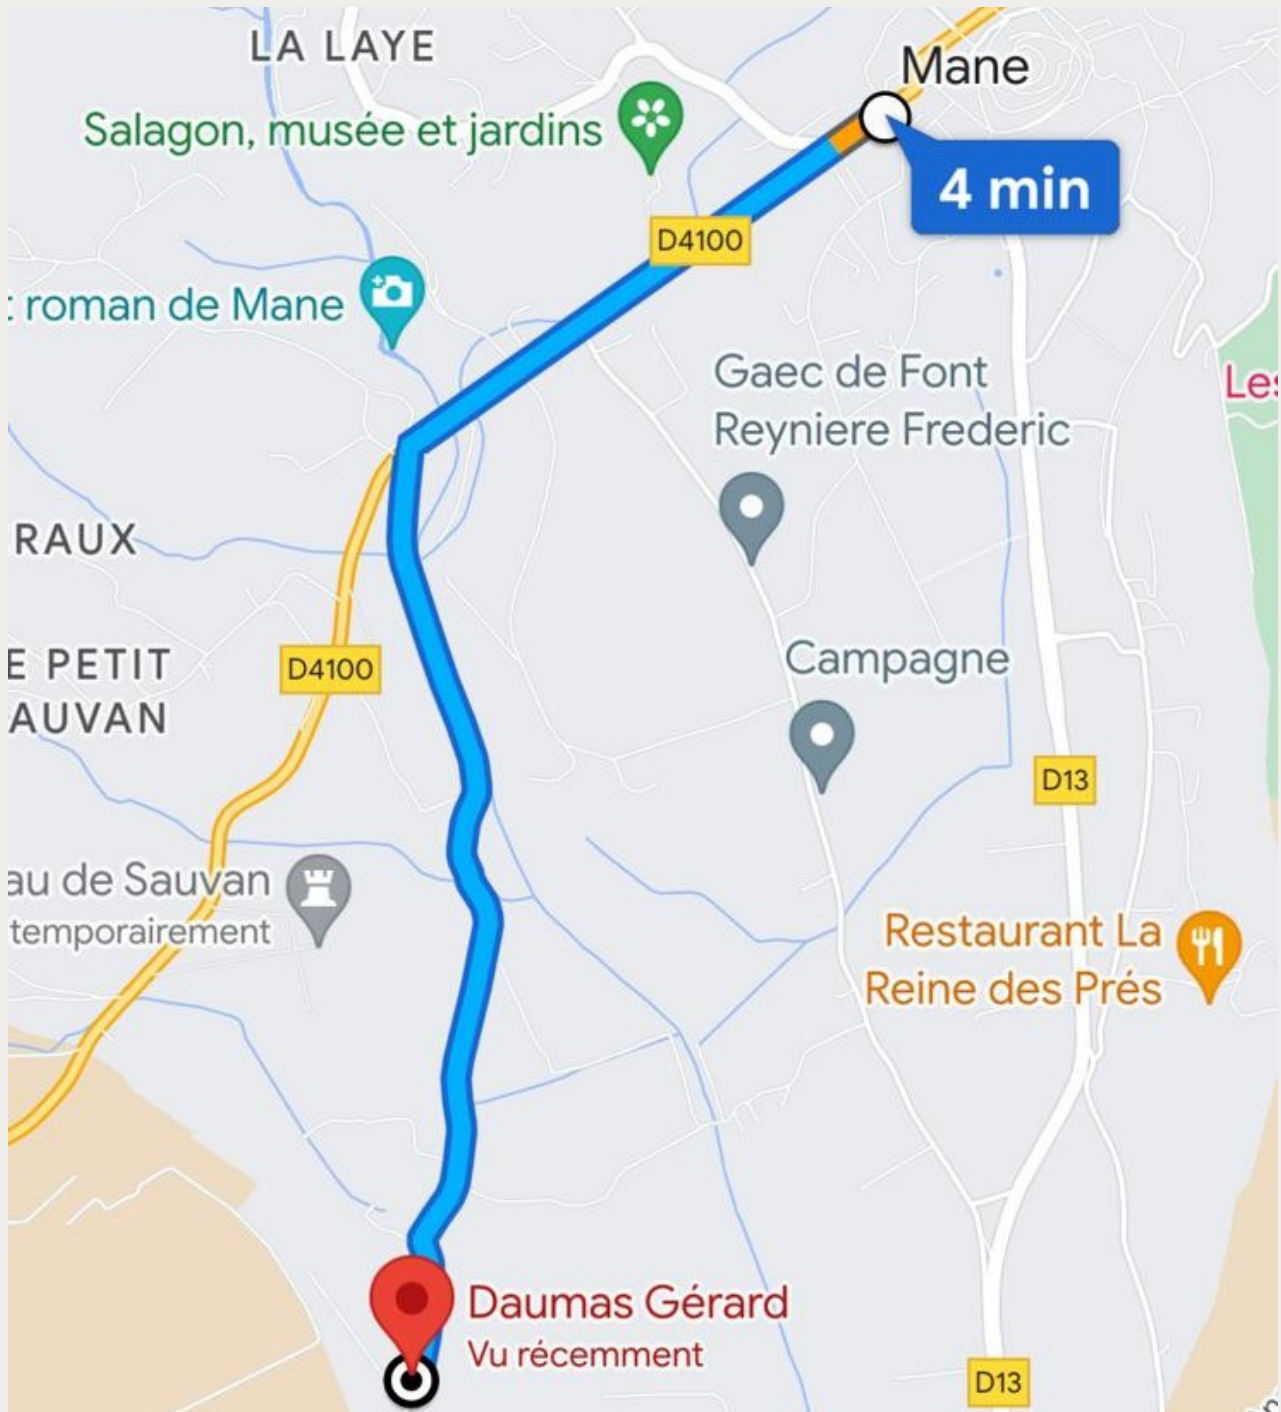 LA LAYE
Mane
Salagon, musée et jardins
4 min
D4100
t roman de Mane
Gaec de Font
Reyniere Frederic
Les
RAUX
E PETIT
AUVAN
D4100
Campagne
D13
au de Sauvan
temporairement
Restaurant La
Reine des Prés
Daumas Gérard
Vu récemment
D13